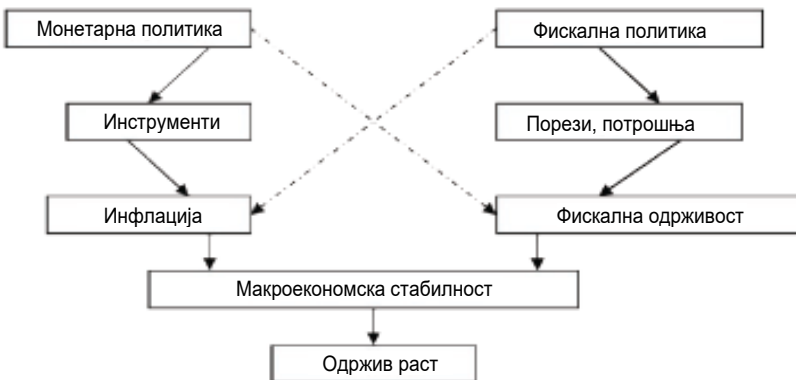 Монетарна политика
Фискална политика
Инструменти
Порези, потрошња
Инфлација
Фискална одрживост
Макроекономска стабилност
Одржив раст